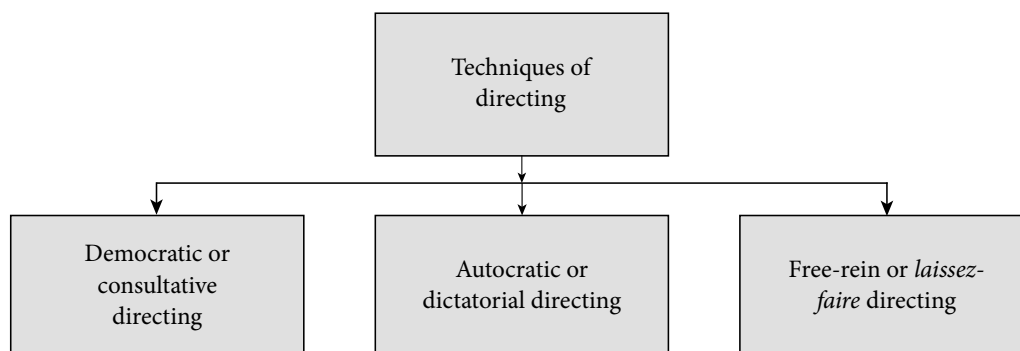 Techniques of
directing
Democratic or
consultative
directing
Autocratic or
dictatorial directing
Free-rein or laissez-
faire directing